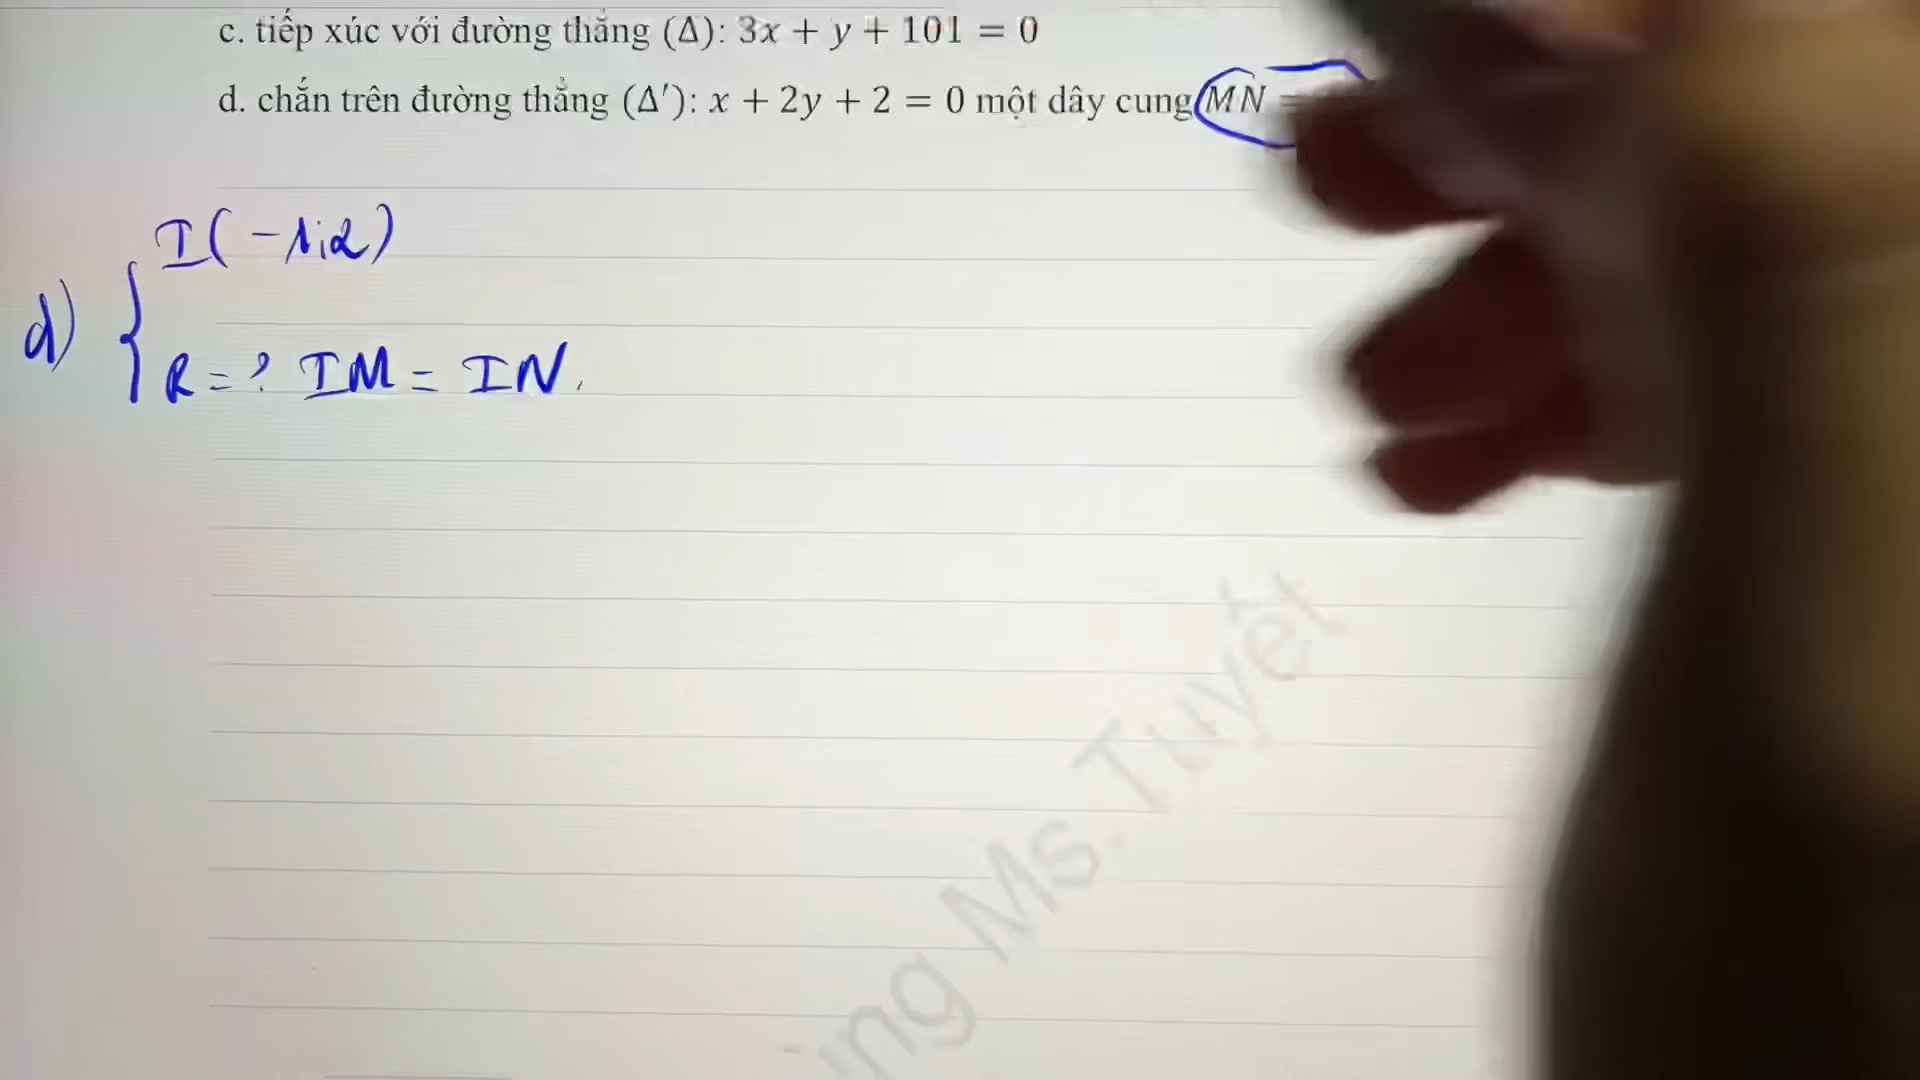 c. tiếp xúc với đường thẳng (Δ): 3x + y + 101 = 0
d. chắn trên đường thẳng (Δ′): x + 2y + 2 = 0 một dây cung MN =
I(-1;2)
d)
R = ? IM = IN.
Ms. Tuyết